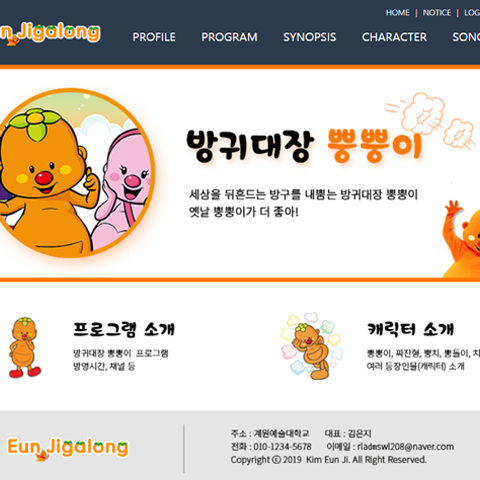 HOME | NOTICE | LOG
un Jigalong
PROFILE PROGRAM SYNOPSIS CHARACTER SONG
방귀대장 뿡뿡이
세상을 뒤흔드는 방구를 내뿜는 방귀대장 뿡뿡이
옛날 뿡뿡이가 더 좋아!
프로그램 소개
방귀대장 뿡뿡이 프로그램
방영시간, 채널 등
캐릭터 소개
뿡뿡이, 짜진형, 뿡치, 뿡돌이, 치
여러 등장인물(캐릭터) 소개
Eun Jigalong
주소 : 계원예술대학교 대표 : 김은지
전화 : 010-1234-5678 이메일 : rladmswl208@naver.com
Copyright ⓒ 2019 Kim Eun Ji. All Right Reserved.